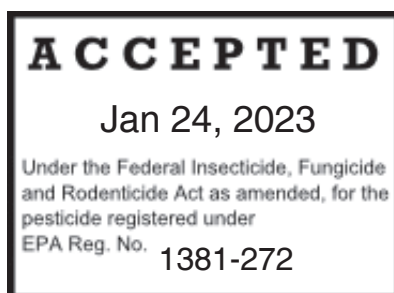 ACCEPTED
Jan 24, 2023
Under the Federal Insecticide, Fungicide
and Rodenticide Act as amended, for the
pesticide registered under
EPA Reg. No. 1381-272